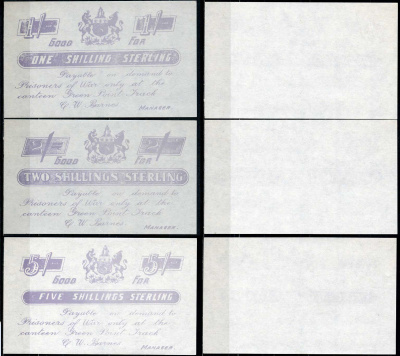 1/- 1/-
GOOD FOR
ONE SHILLING STERLING
Payable on demand to
Prisoners of War only at the
canteen Green Point Track
G W Barnes
MANAGER.
2/- 2/-
GOOD FOR
TWO SHILLINGS STERLING
Payable on demand to
Prisoners of War only at the
canteen Green Point Track
G W Barnes
MANAGER.
5/- 5/-
GOOD FOR
FIVE SHILLINGS STERLING
Payable on demand to
Prisoners of War only at the
canteen Green Point Track
G W Barnes
MANAGER.